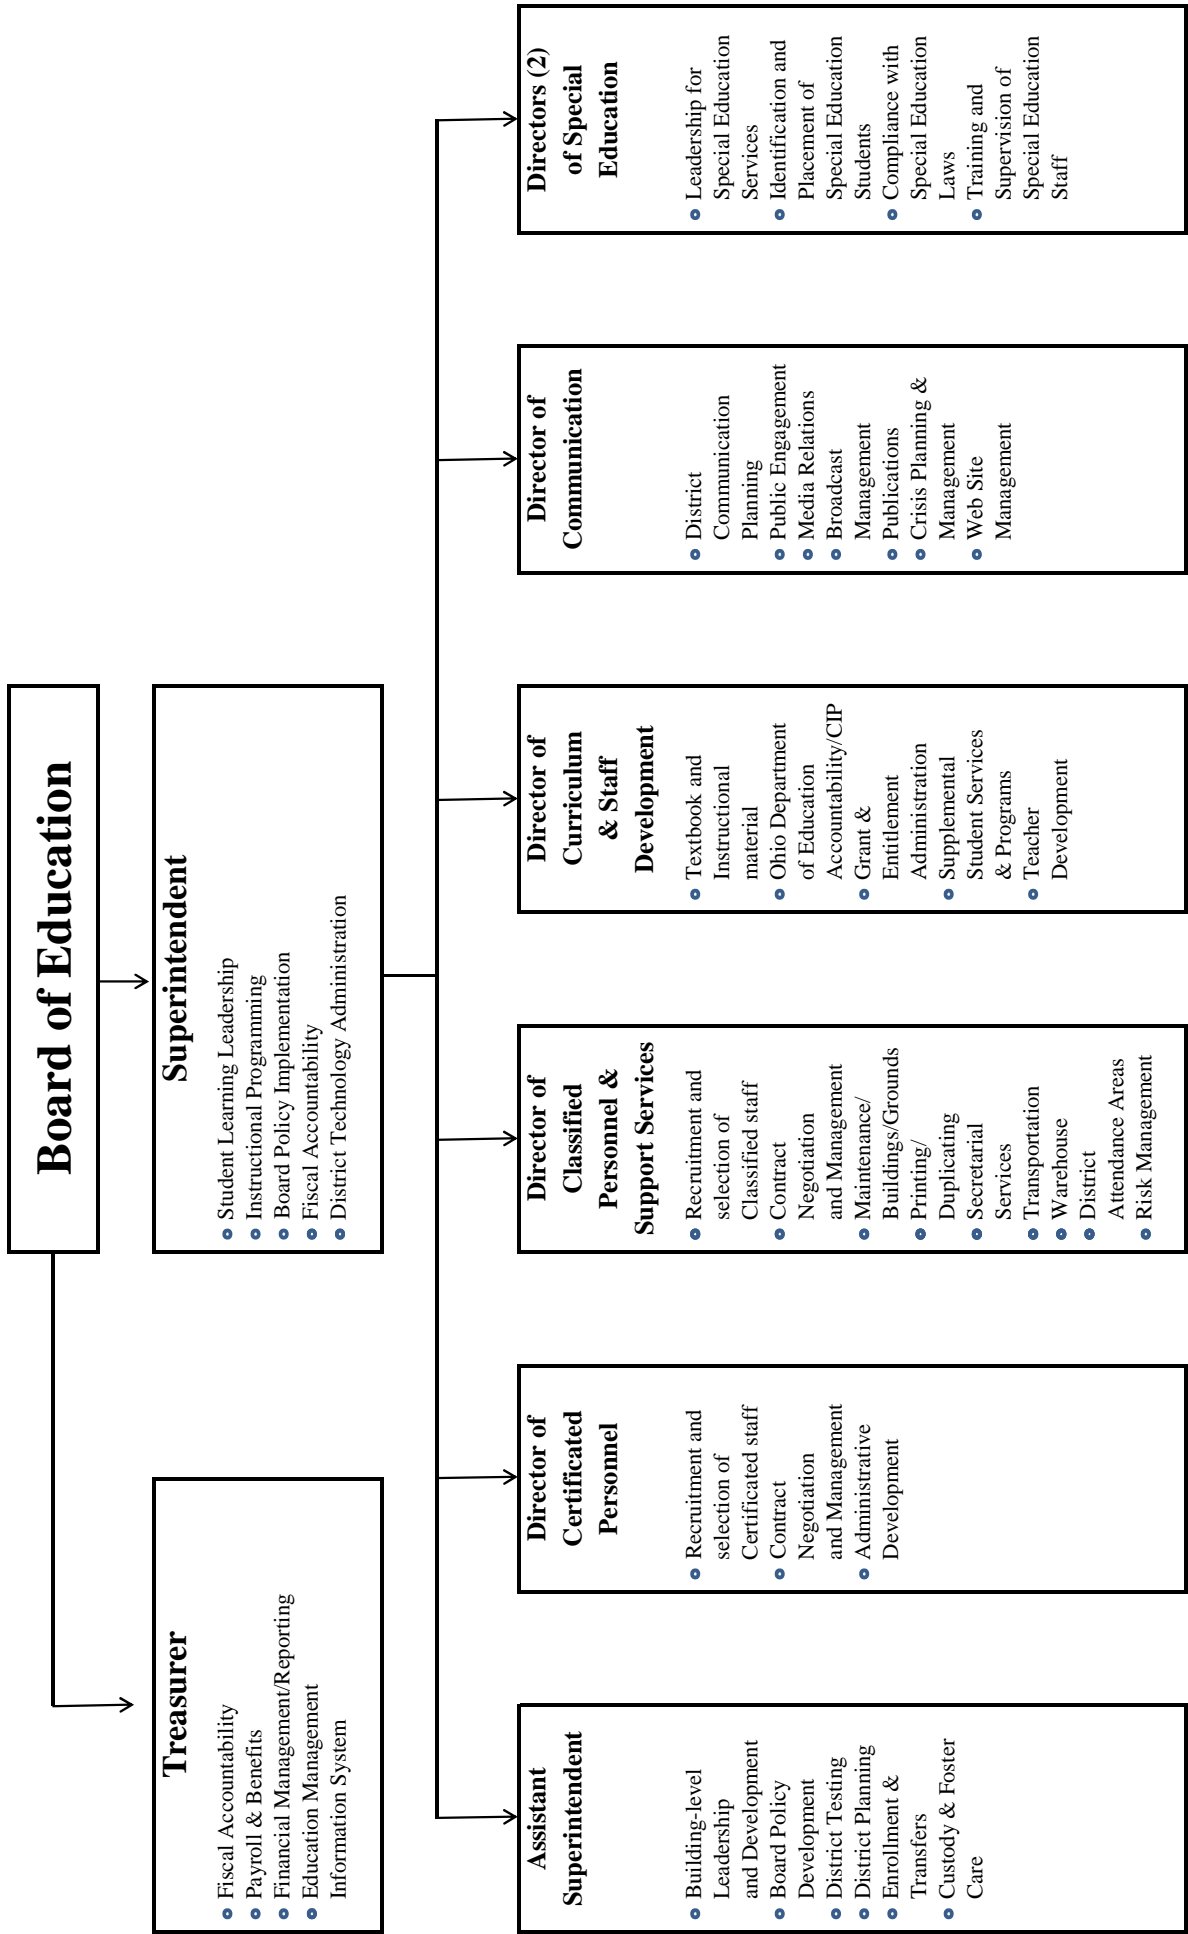 Board of Education
Treasurer
Fiscal Accountability
Payroll & Benefits
Financial Management/Reporting
Education Management
Information System
Superintendent
Student Learning Leadership
Instructional Programming
Board Policy Implementation
Fiscal Accountability
District Technology Administration
Assistant
Superintendent
Building-level
Leadership
and Development
Board Policy
Development
District Testing
District Planning
Enrollment &
Transfers
Custody & Foster
Care
Director of
Certificated
Personnel
Recruitment and
selection of
Certificated staff
Contract
Negotiation
and Management
Administrative
Development
Director of
Classified
Personnel &
Support Services
Recruitment and
selection of
Classified staff
Contract
Negotiation
and Management
Maintenance/
Buildings/Grounds
Printing/
Duplicating
Secretarial
Services
Transportation
Warehouse
District
Attendance Areas
Risk Management
Director of
Curriculum
& Staff
Development
Textbook and
Instructional
material
Ohio Department
of Education
Accountability/CIP
Grant &
Entitlement
Administration
Supplemental
Student Services
& Programs
Teacher
Development
Director of
Communication
District
Communication
Planning
Public Engagement
Media Relations
Broadcast
Management
Publications
Crisis Planning &
Management
Web Site
Management
Directors (2)
of Special
Education
Leadership for
Special Education
Services
Identification and
Placement of
Special Education
Students
Compliance with
Special Education
Laws
Training and
Supervision of
Special Education
Staff